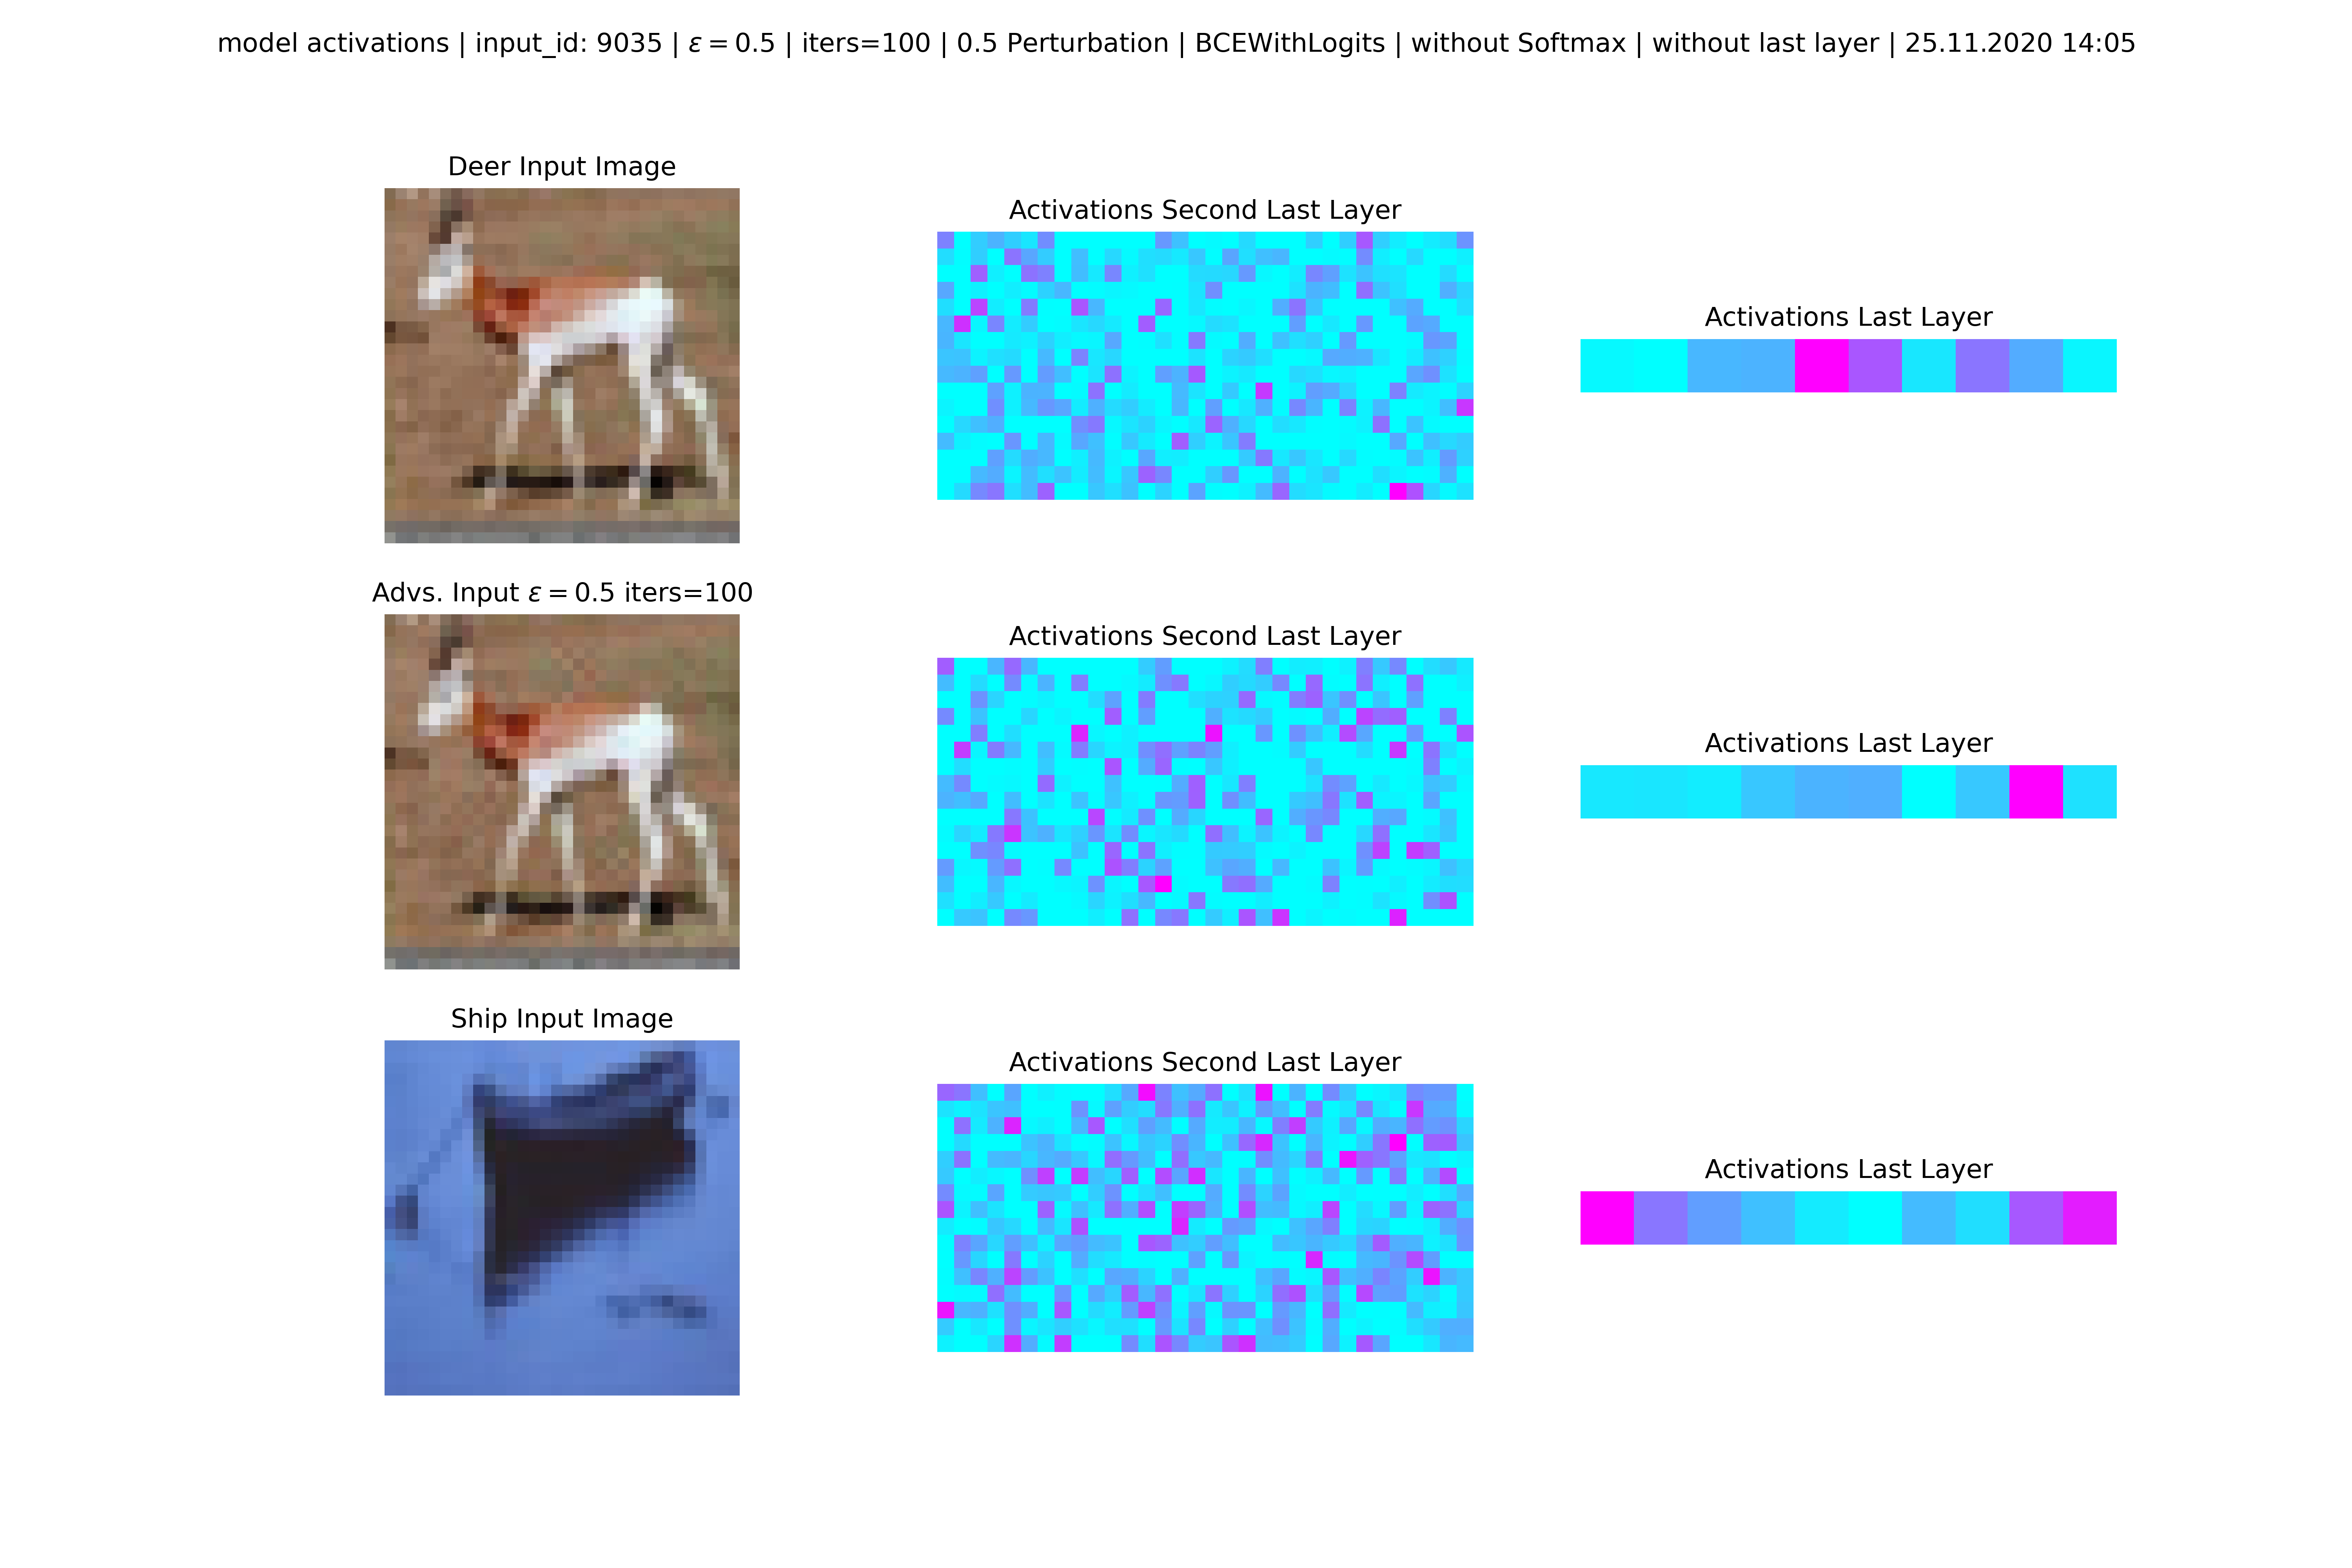 model activations | input_id: 9035 | ε = 0.5 | iters=100 | 0.5 Perturbation | BCEWithLogits | without Softmax | without last layer | 25.11.2020 14:05
Deer Input Image
Activations Second Last Layer
Activations Last Layer
Advs. Input ε = 0.5 iters=100
Activations Second Last Layer
Activations Last Layer
Ship Input Image
Activations Second Last Layer
Activations Last Layer